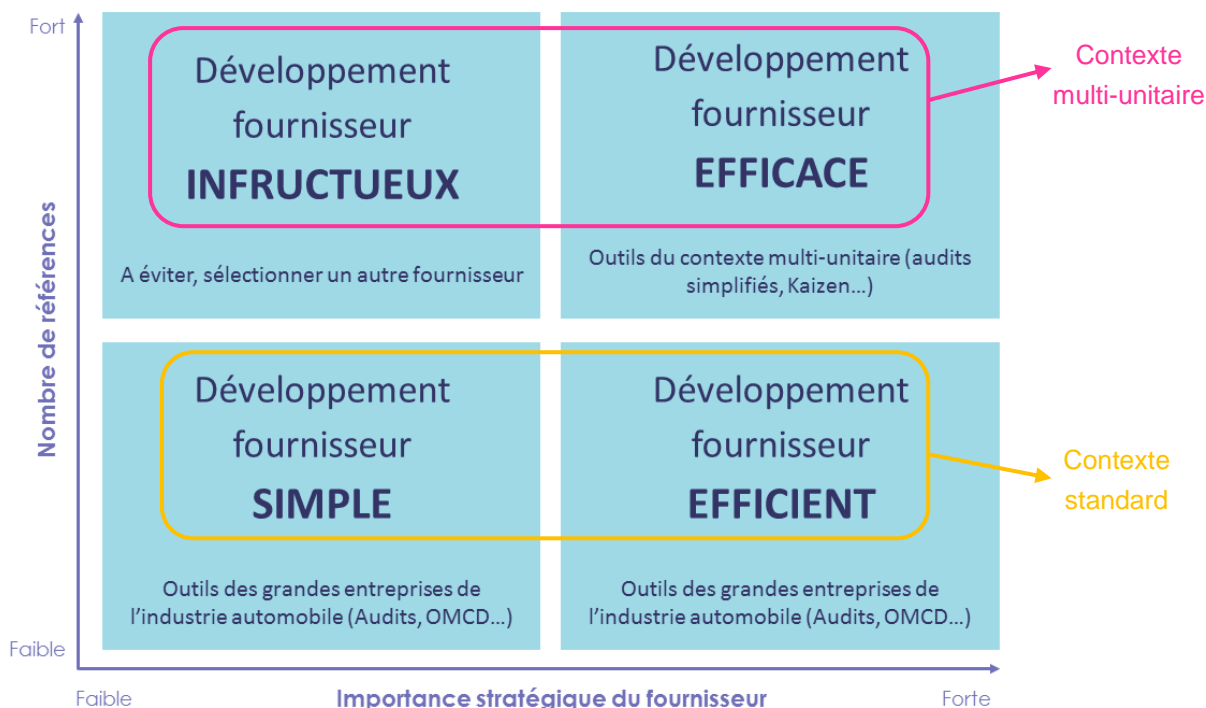 Fort
Développement
fournisseur
INFRUCTUEUX
A éviter, sélectionner un autre fournisseur
Développement
fournisseur
EFFICACE
Outils du contexte multi-unitaire (audits
simplifiés, Kaizen…)
Contexte
multi-unitaire
Nombre de références
Développement
fournisseur
SIMPLE
Outils des grandes entreprises de
l’industrie automobile (Audits, OMCD…)
Développement
fournisseur
EFFICIENT
Outils des grandes entreprises de
l’industrie automobile (Audits, OMCD…)
Contexte
standard
Faible
Faible
Importance stratégique du fournisseur
Forte